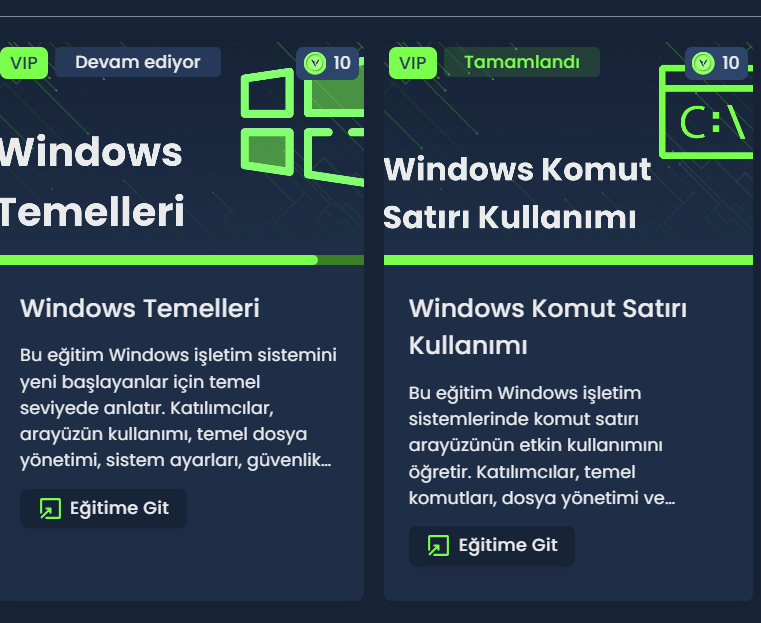 VIP
Devam ediyor
10
Windows
Temelleri
Windows Temelleri
Bu eğitim Windows işletim sistemini
yeni başlayanlar için temel
seviyede anlatır. Katılımcılar,
arayüzün kullanımı, temel dosya
yönetimi, sistem ayarları, güvenlik...
Eğitime Git
VIP
Tamamlandı
10
C:\
Windows Komut
Satırı Kullanımı
Windows Komut Satırı
Kullanımı
Bu eğitim Windows işletim
sistemlerinde komut satırı
arayüzünün etkin kullanımını
öğretir. Katılımcılar, temel
komutları, dosya yönetimi ve...
Eğitime Git